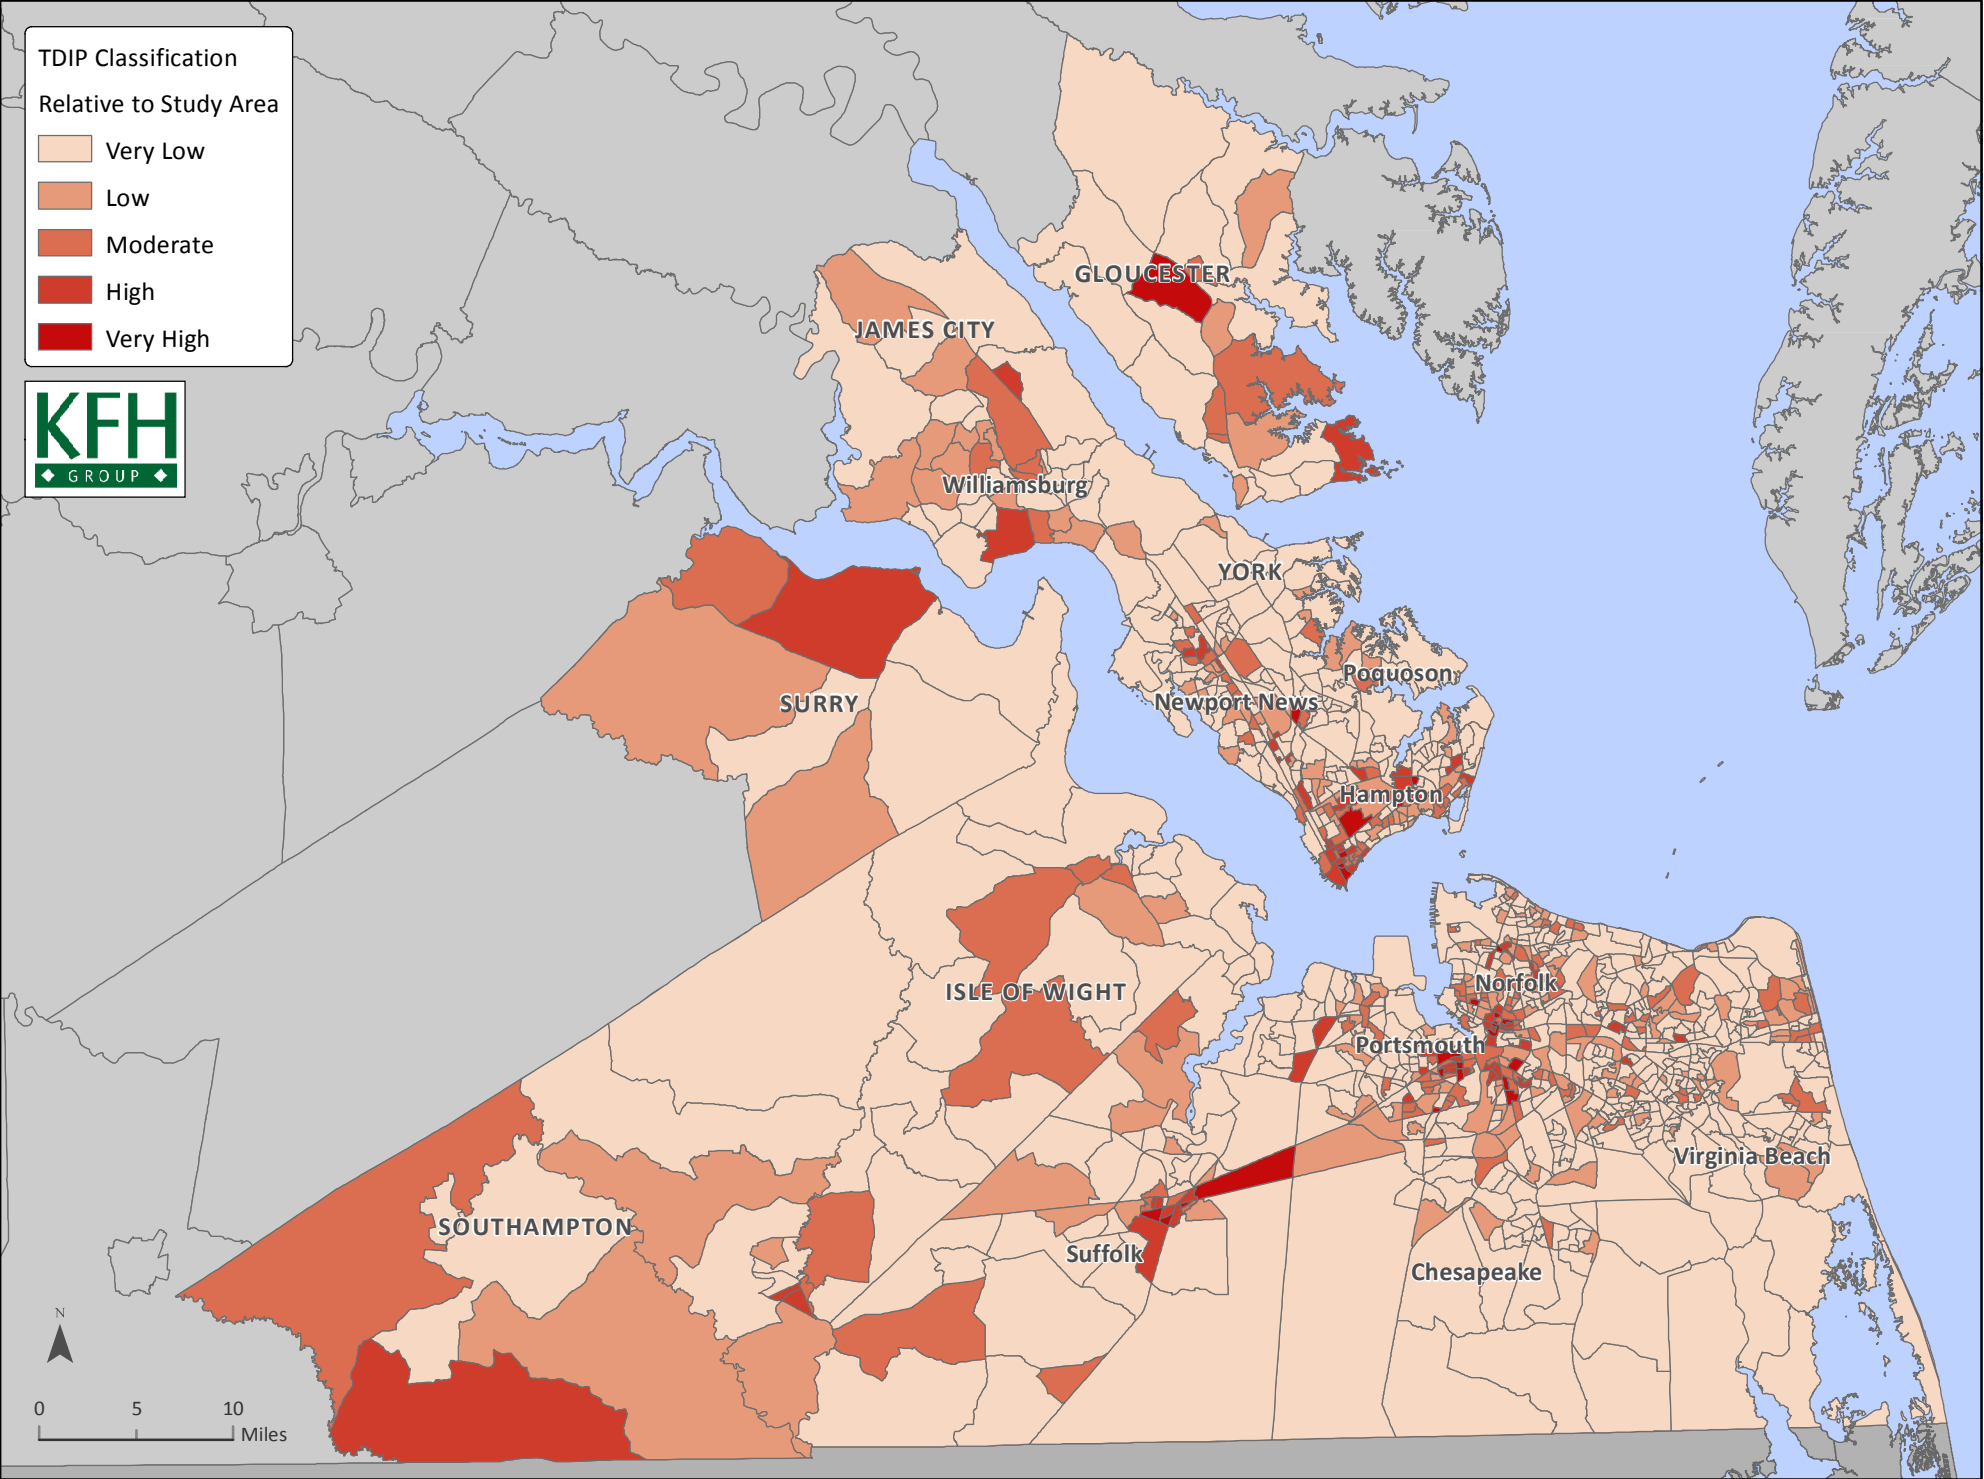 TDIP Classification
Relative to Study Area
Very Low
Low
Moderate
High
Very High
KFH
GROUP
GLOUCESTER
JAMES CITY
Williamsburg
YORK
Poquoson
SURRY
Newport News
Hampton
Norfolk
ISLE OF WIGHT
Portsmouth
Virginia Beach
SOUTHAMPTON
Suffolk
Chesapeake
N
0 5 10
Miles